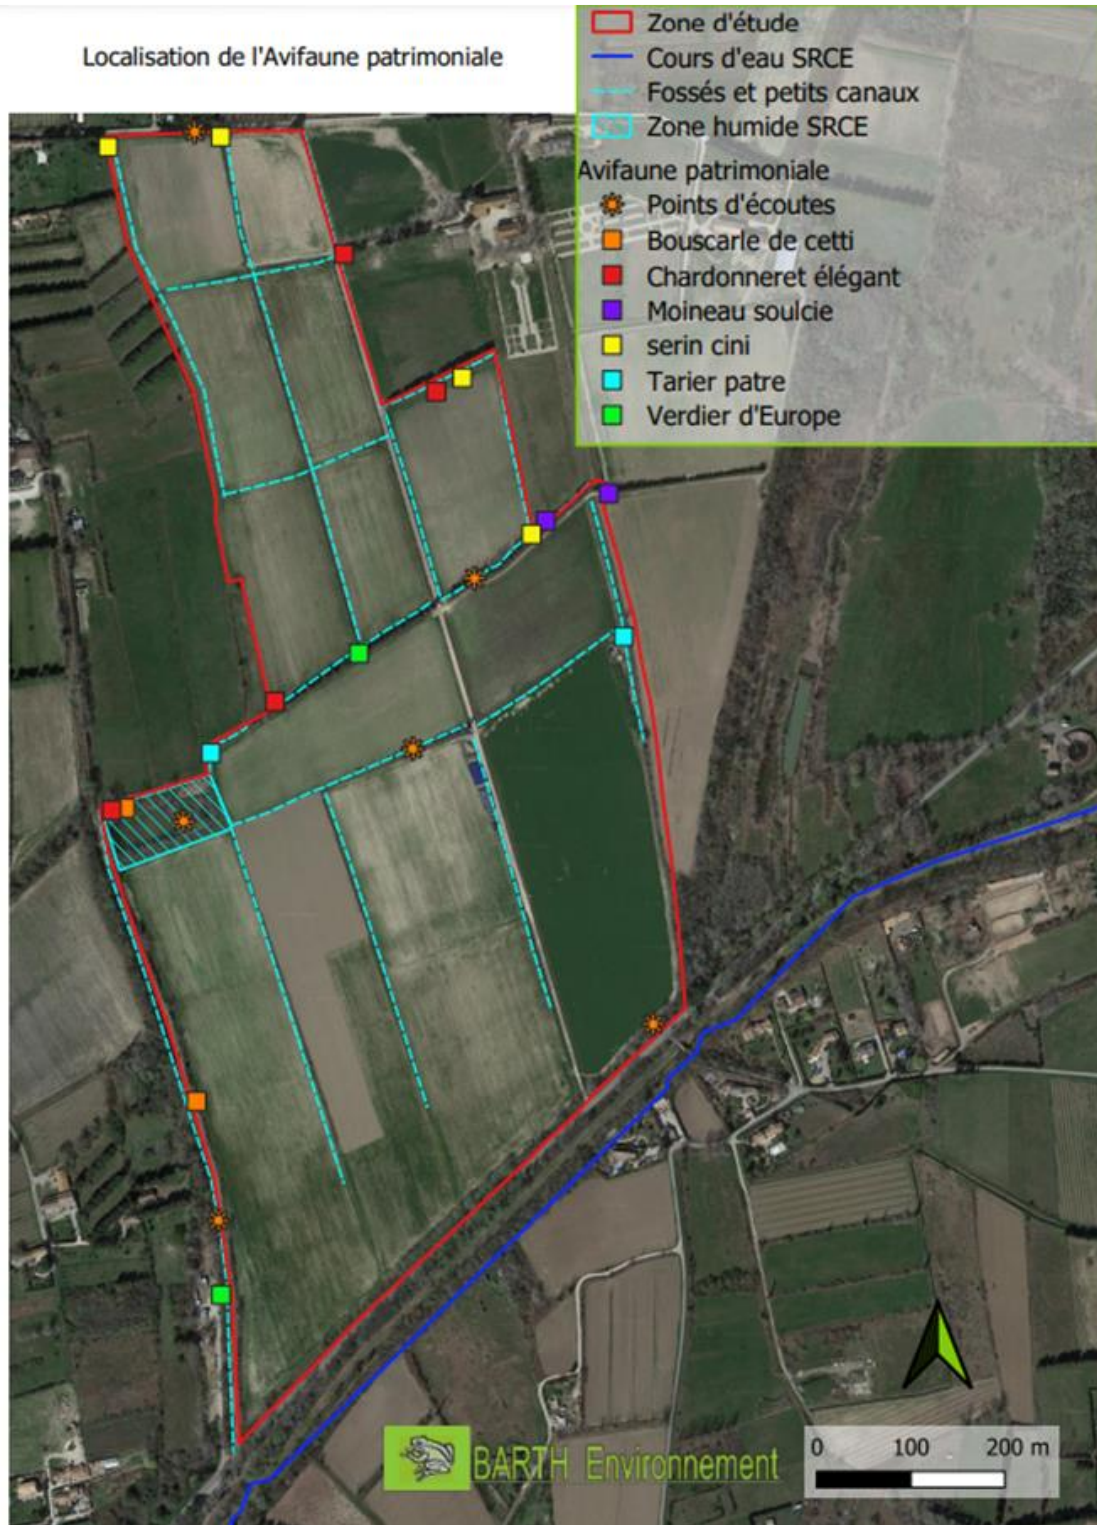 Localisation de l'Avifaune patrimoniale
Zone d'étude
Cours d'eau SRCE
Fossés et petits canaux
Zone humide SRCE
Avifaune patrimoniale
Points d'écoutes
Bouscarle de cetti
Chardonneret élégant
Moineau soulcie
serin cini
Tarier patre
Verdier d'Europe
BARTH Environnement
0 100 200 m